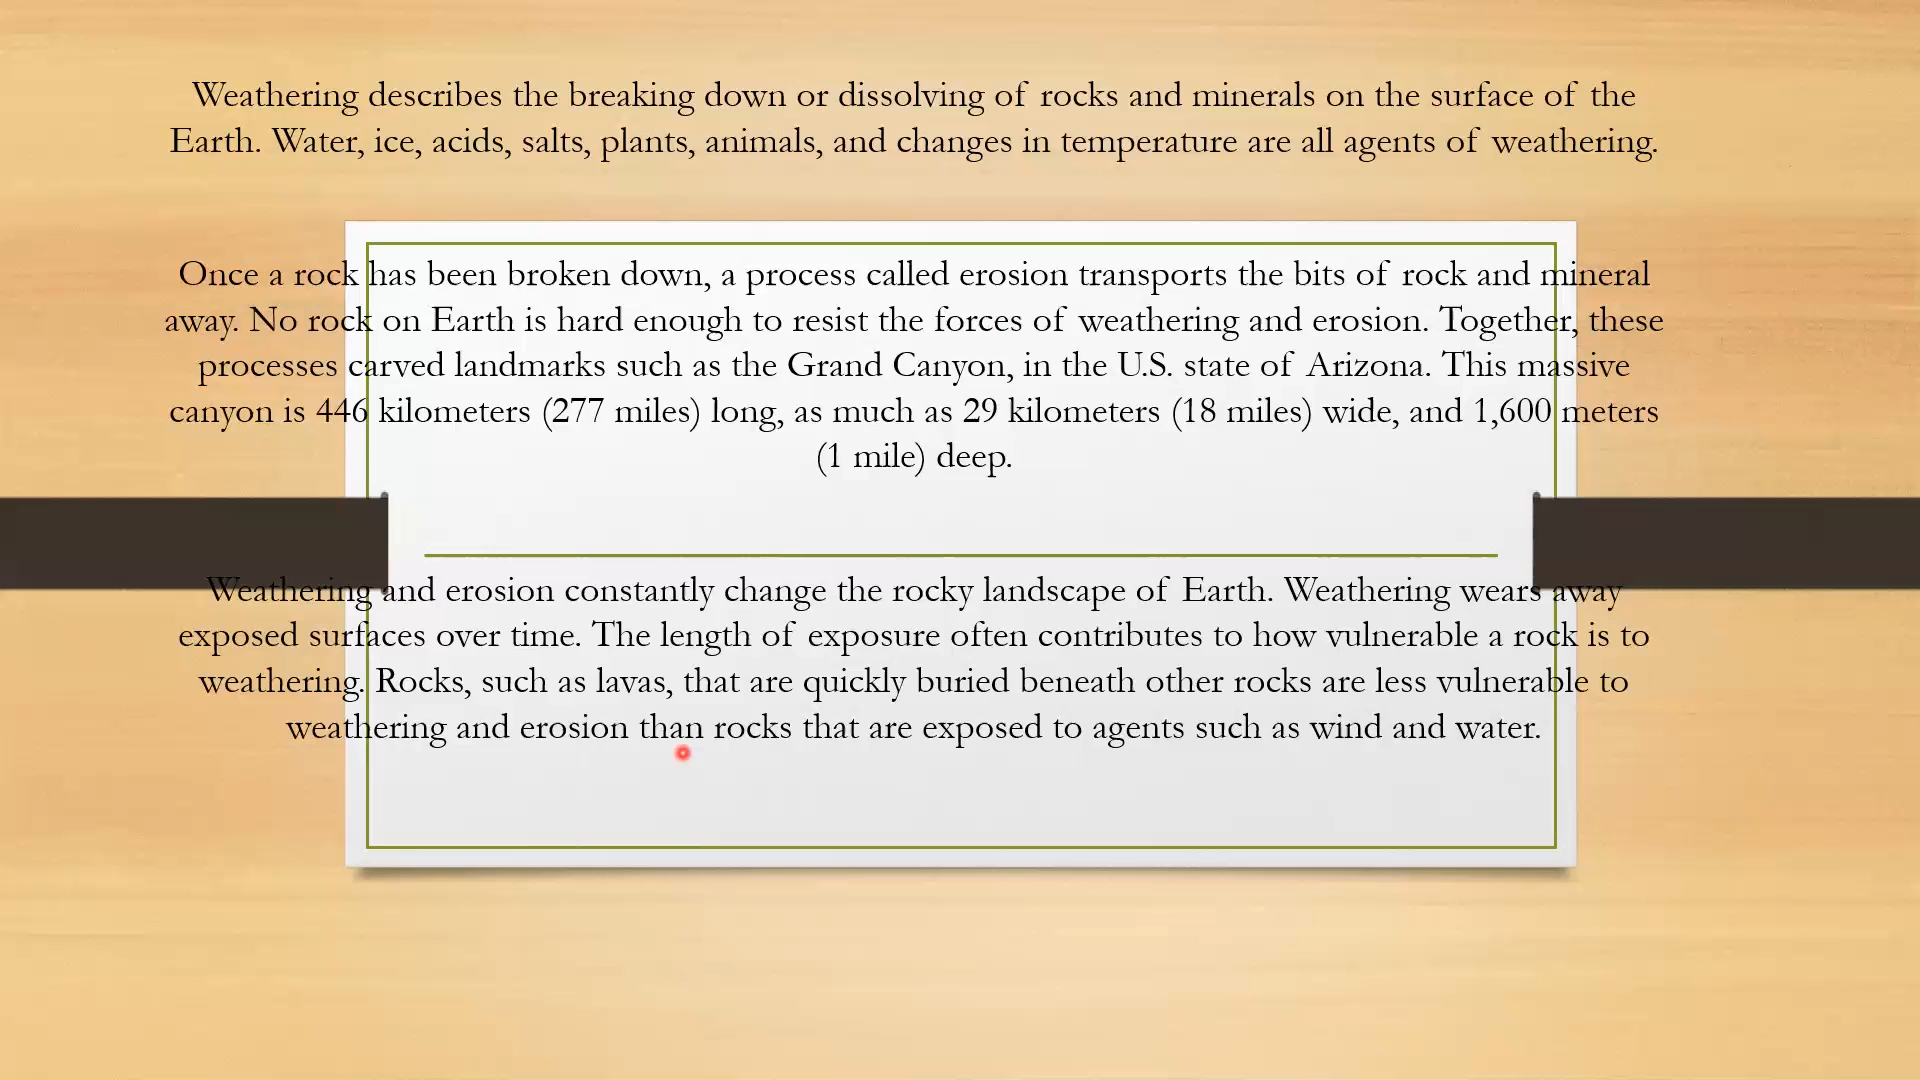 Weathering describes the breaking down or dissolving of rocks and minerals on the surface of the
Earth. Water, ice, acids, salts, plants, animals, and changes in temperature are all agents of weathering.
Once a rock has been broken down, a process called erosion transports the bits of rock and mineral
away. No rock on Earth is hard enough to resist the forces of weathering and erosion. Together, these
processes carved landmarks such as the Grand Canyon, in the U.S. state of Arizona. This massive
canyon is 446 kilometers (277 miles) long, as much as 29 kilometers (18 miles) wide, and 1,600 meters
(1 mile) deep.
Weathering and erosion constantly change the rocky landscape of Earth. Weathering wears away
exposed surfaces over time. The length of exposure often contributes to how vulnerable a rock is to
weathering. Rocks, such as lavas, that are quickly buried beneath other rocks are less vulnerable to
weathering and erosion than rocks that are exposed to agents such as wind and water.